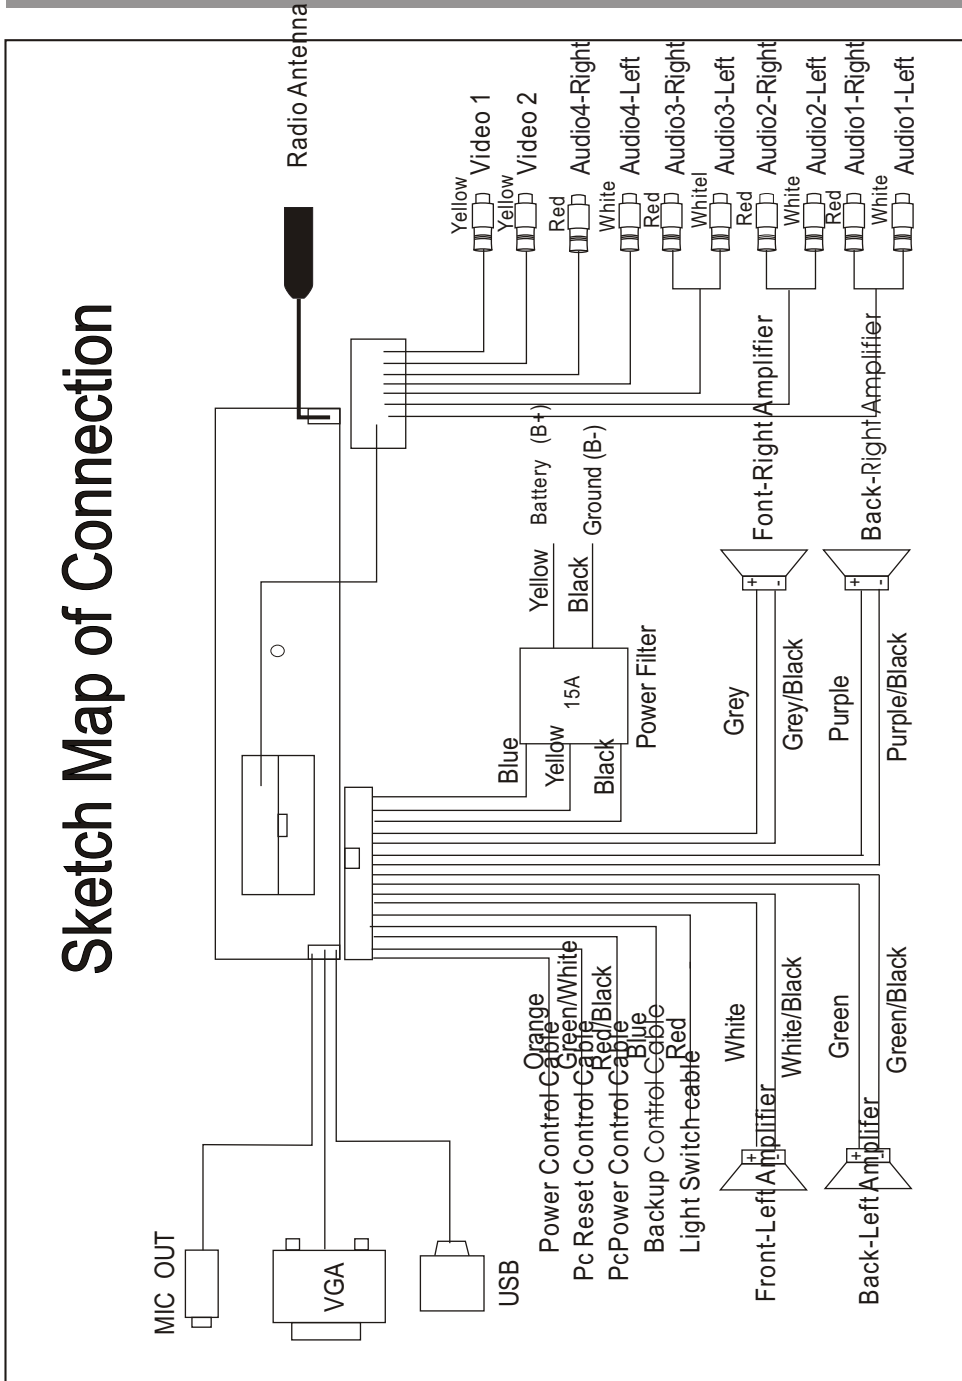 Sketch Map of Connection
Radio Antenna
Yellow
Video 1
Yellow
Video 2
Red
Audio4-Right
White
Audio4-Left
Red
Audio3-Right
Whitel
Audio3-Left
Red
Audio2-Right
White
Audio2-Left
Red
Audio1-Right
White
Audio1-Left
Battery (B+)
Ground (B-)
Yellow
Black
15A
Power Filter
Blue
Yellow
Black
Font-Right Amplifier
Back-Right Amplifier
+
-
+
-
Grey
Grey/Black
Purple
Purple/Black
Orange
Power Control Cable
Green/White
Pc Reset Control Cable
Red/Black
PcPower Control Cable
Blue
Backup Control Cable
Red
Light Switch cable
White
White/Black
Green
Green/Black
+
-
+
-
Front-Left Amplifier
Back-Left Amplifer
MIC OUT
VGA
USB